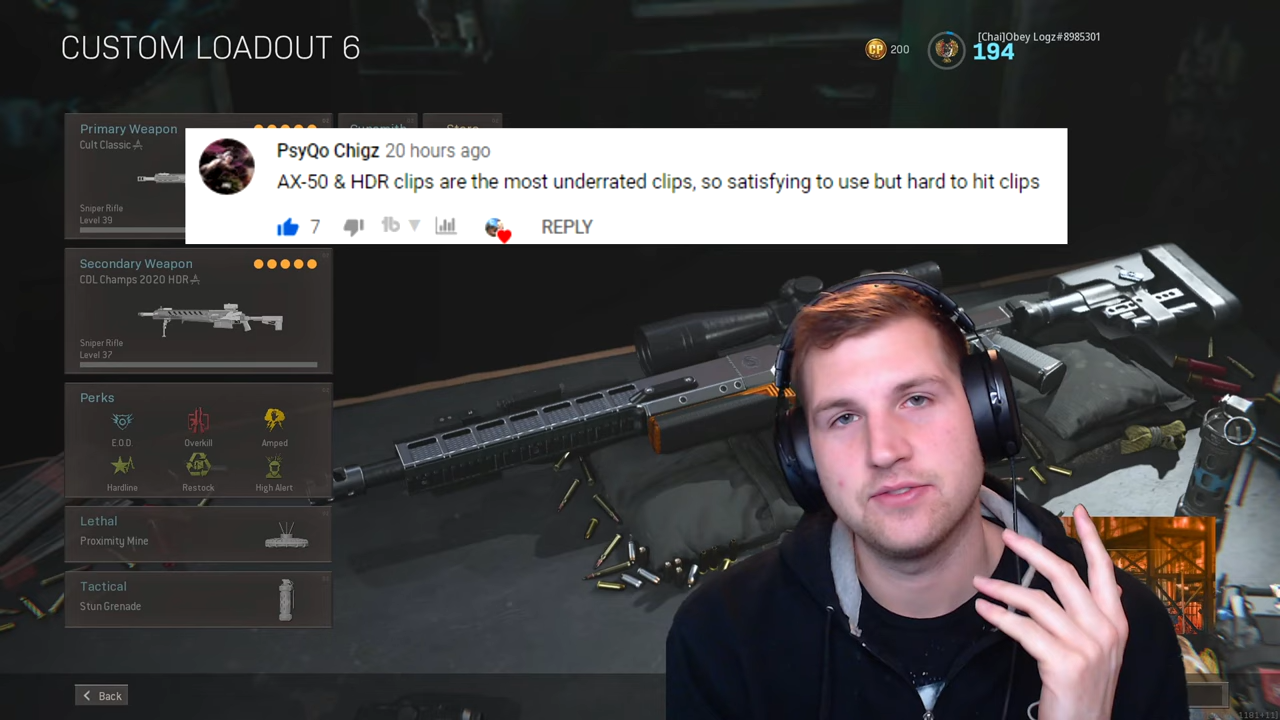 CUSTOM LOADOUT 6
200
[Chai]Obey Logz#8985301
194
Primary Weapon
Cult Classic
Sniper Rifle
Level 39
Gunsmith
Store
PsyQo Chigz 20 hours ago
AX-50 & HDR clips are the most underrated clips, so satisfying to use but hard to hit clips
7
REPLY
Secondary Weapon
CDL Champs 2020 HDR
Sniper Rifle
Level 37
Perks
E.O.D. Overkill Amped
Hardline Restock High Alert
Lethal
Proximity Mine
Tactical
Stun Grenade
Back